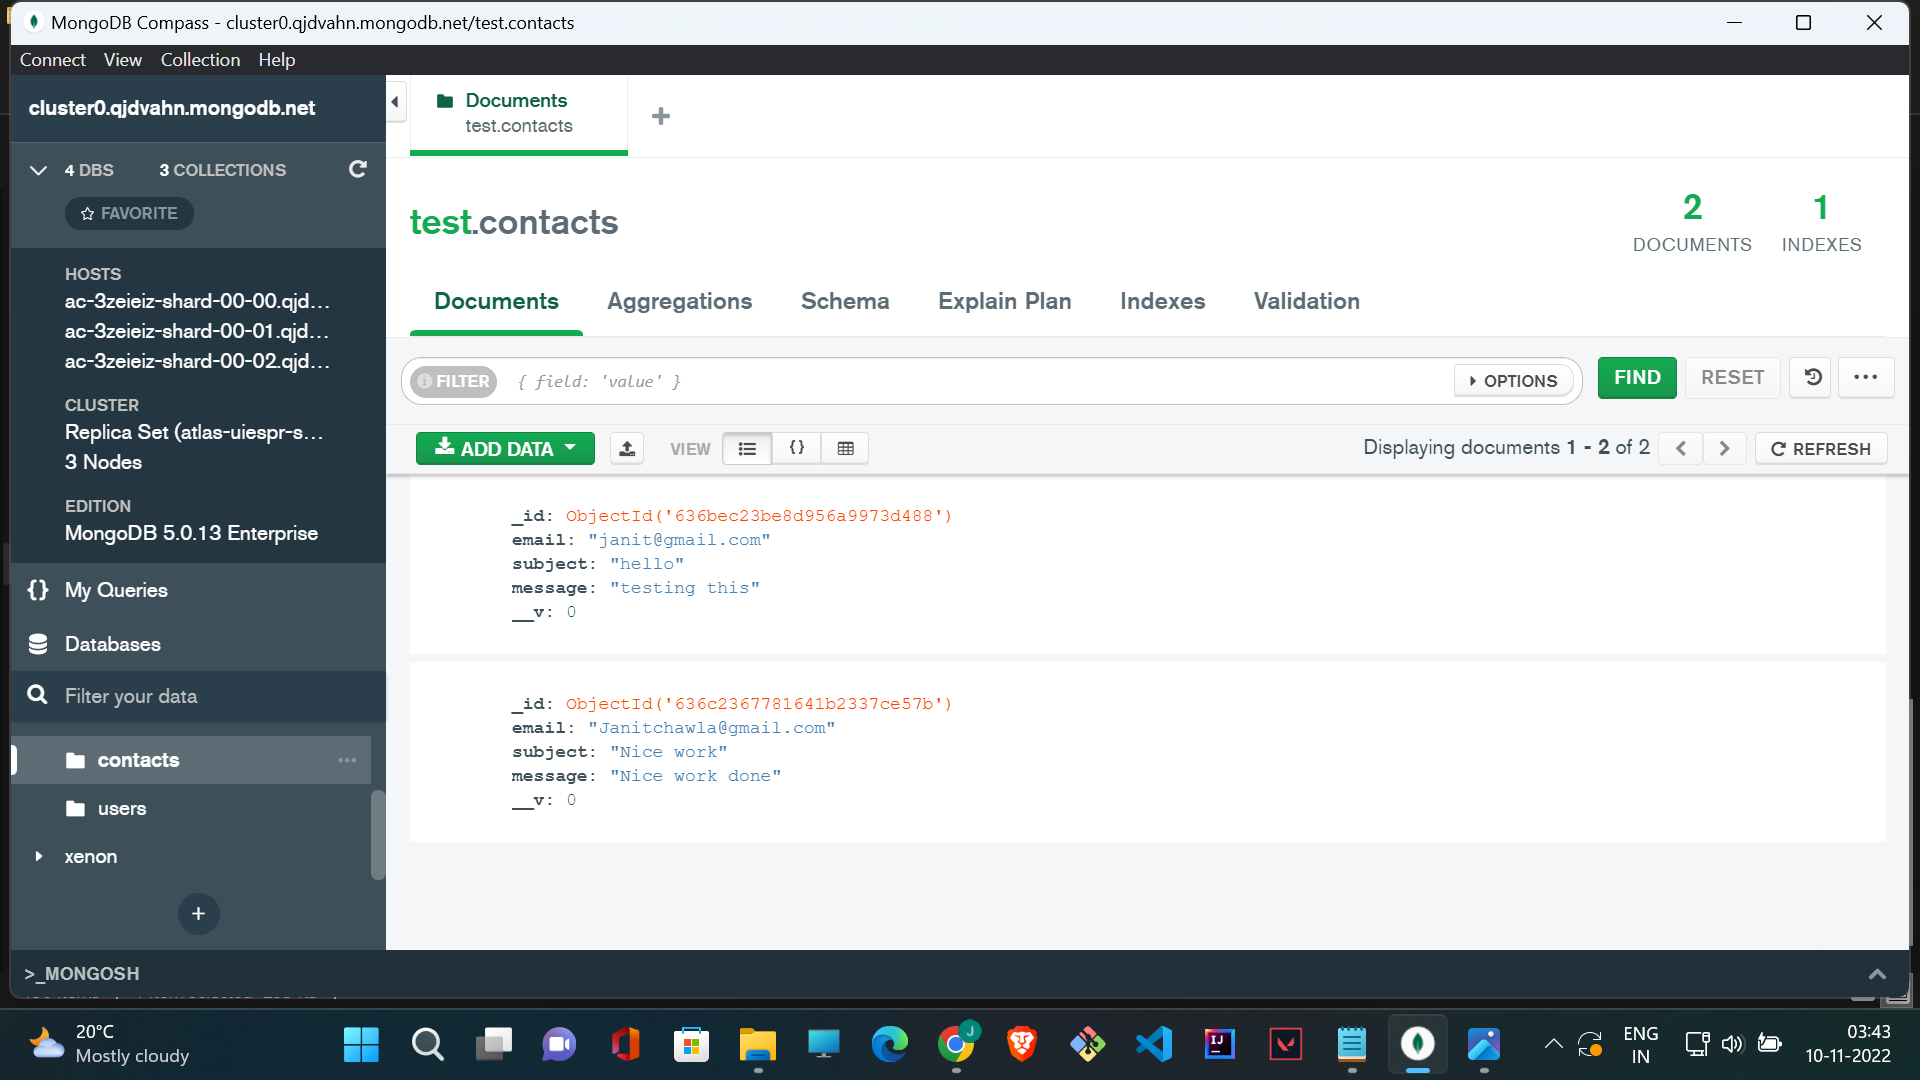 MongoDB Compass - cluster0.qjdvahn.mongodb.net/test.contacts
Connect View Collection Help
cluster0.qjdvahn.mongodb.net
4 DBS 3 COLLECTIONS
FAVORITE
HOSTS
ac-3zeieiz-shard-00-00.qjd...
ac-3zeieiz-shard-00-01.qjd...
ac-3zeieiz-shard-00-02.qjd...
CLUSTER
Replica Set (atlas-uiespr-s...
3 Nodes
EDITION
MongoDB 5.0.13 Enterprise
{} My Queries
Databases
Filter your data
contacts ...
users
xenon
+
Documents
test.contacts
+
test.contacts
2
DOCUMENTS
1
INDEXES
Documents Aggregations Schema Explain Plan Indexes Validation
FILTER { field: 'value' } OPTIONS FIND RESET ...
ADD DATA VIEW {} Displaying documents 1 - 2 of 2 < > REFRESH
_id: ObjectId('636bec23be8d956a9973d488')
email: "janit@gmail.com"
subject: "hello"
message: "testing this"
__v: 0
_id: ObjectId('636c2367781641b2337ce57b')
email: "Janitchawla@gmail.com"
subject: "Nice work"
message: "Nice work done"
__v: 0
>_MONGOSH
20°C
Mostly cloudy
J
IJ
ENG
IN
03:43
10-11-2022